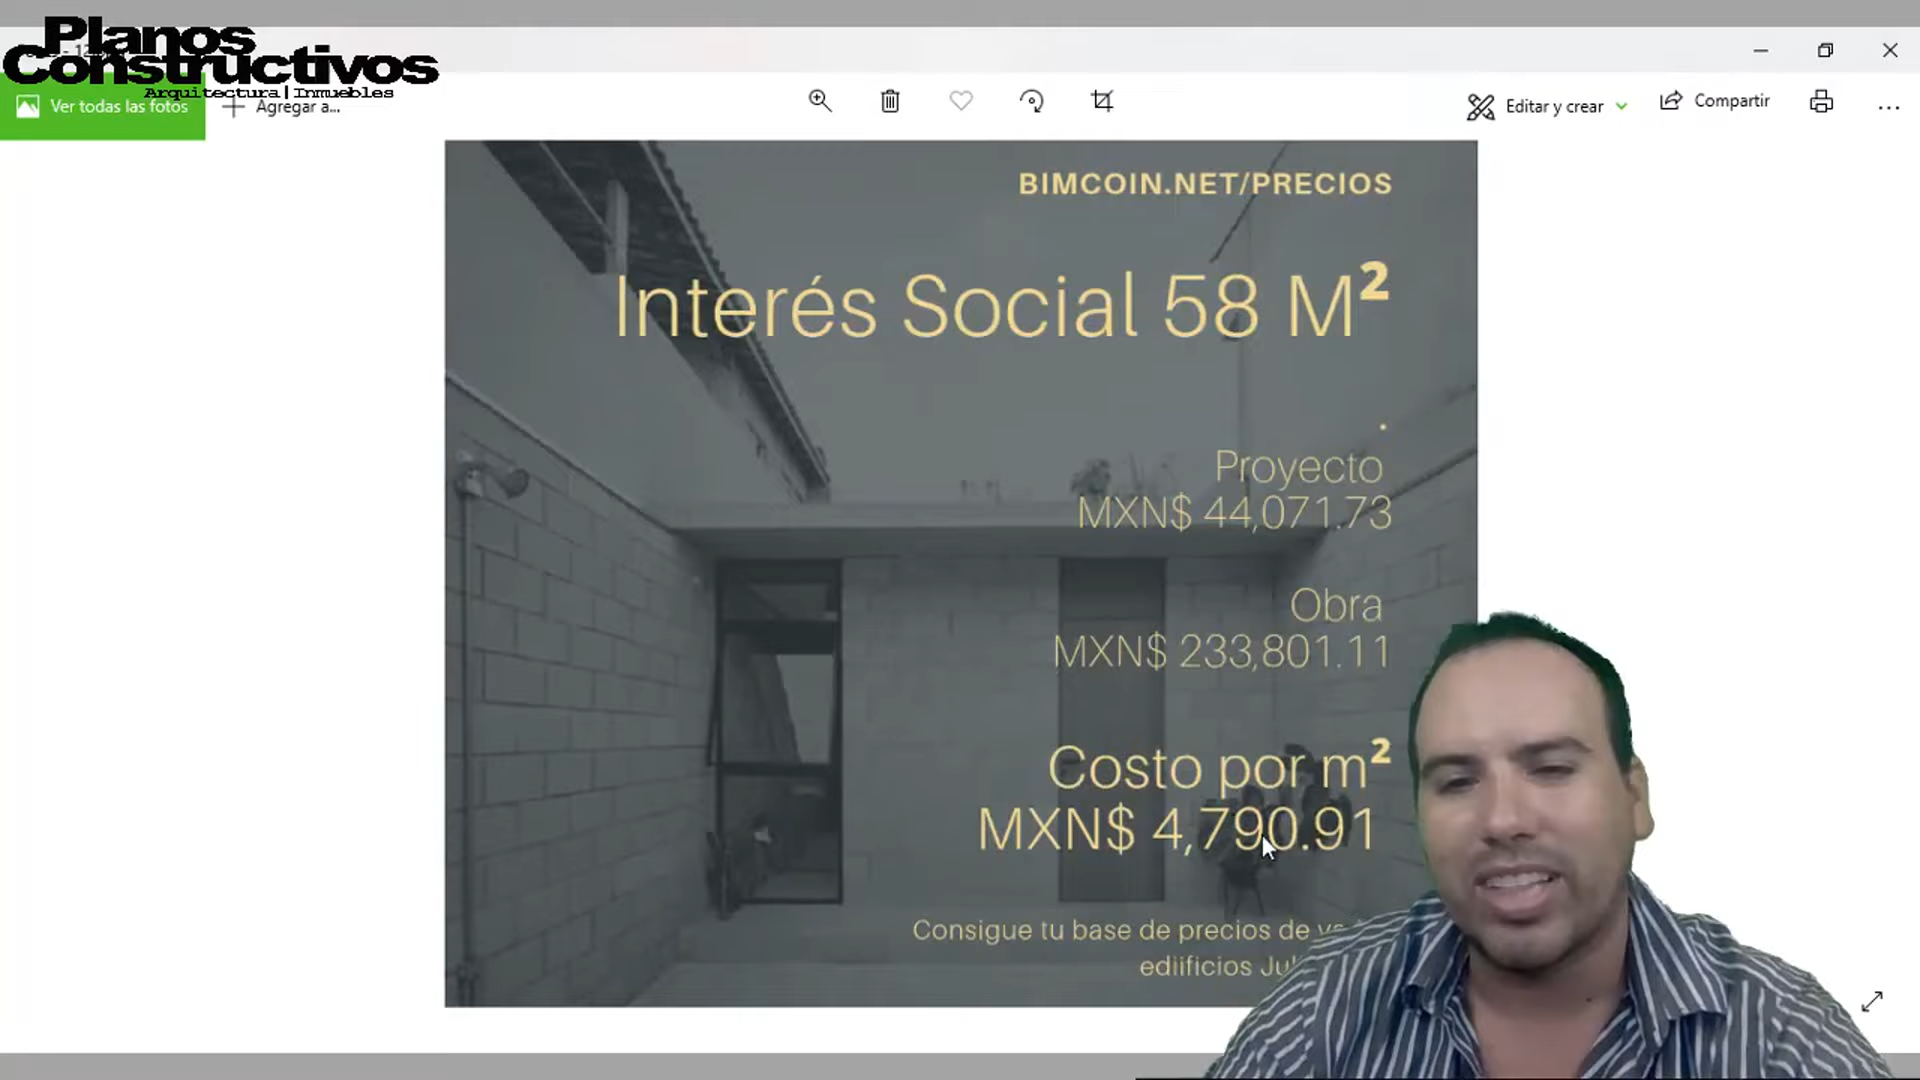 Planos
Constructivos
Arquitectura|Inmuebles
Ver todas las fotos
Agregar a...
Editar y crear
Compartir
BIMCOIN.NET/PRECIOS
Interés Social 58 M²
.
Proyecto
MXN$ 44,071.73
Obra
MXN$ 233,801.11
Costo por m²
MXN$ 4,790.91
Consigue tu base de precios de
ediificios